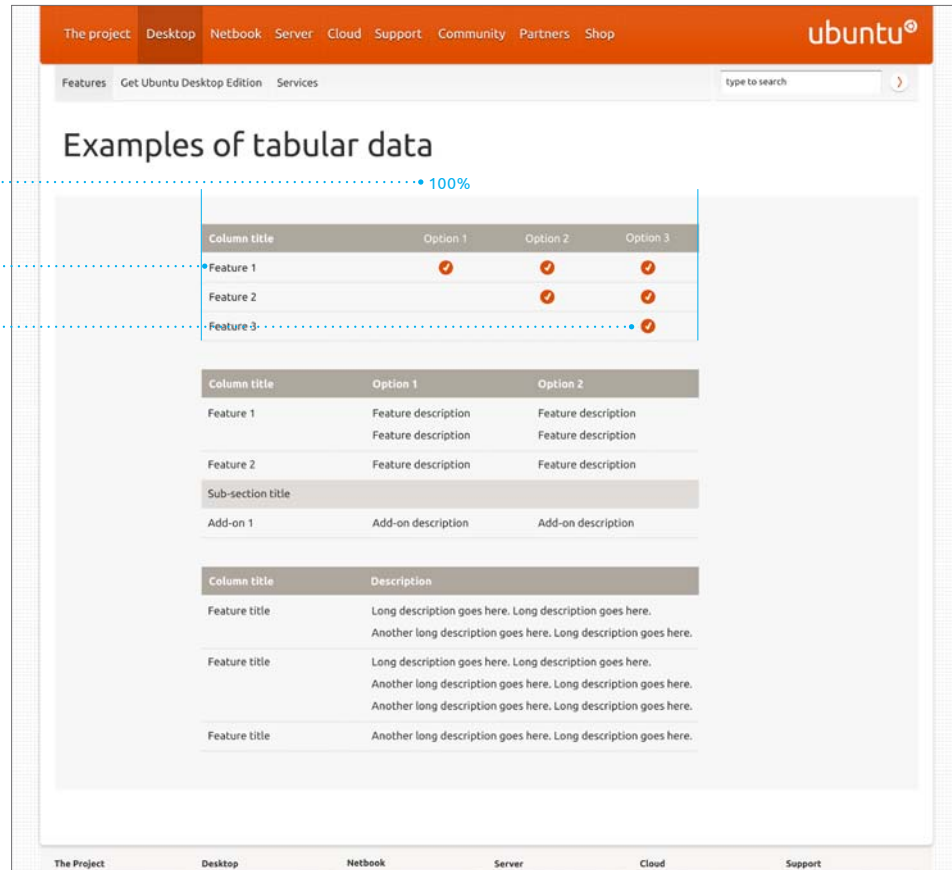 The project Desktop Netbook Server Cloud Support Community Partners Shop ubuntu
Features Get Ubuntu Desktop Edition Services type to search
Examples of tabular data
100%
Column title Option 1 Option 2 Option 3
Feature 1
Feature 2
Feature 3
Column title Option 1 Option 2
Feature 1 Feature description Feature description
Feature description Feature description
Feature 2 Feature description Feature description
Sub-section title
Add-on 1 Add-on description Add-on description
Column title Description
Feature title Long description goes here. Long description goes here.
Another long description goes here. Long description goes here.
Feature title Long description goes here. Long description goes here.
Another long description goes here. Long description goes here.
Another long description goes here. Long description goes here.
Feature title Another long description goes here. Long description goes here.
The Project Desktop Netbook Server Cloud Support